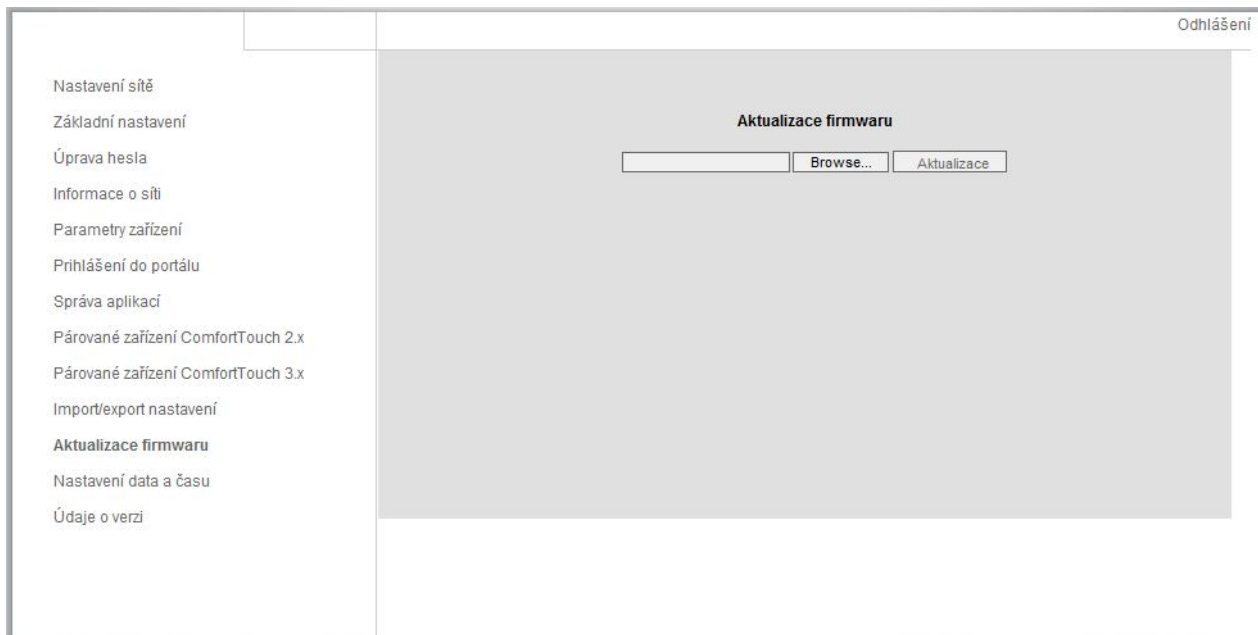 Odhlášení
Nastavení sítě
Základní nastavení
Úprava hesla
Informace o síti
Parametry zařízení
Prihlášení do portálu
Správa aplikací
Párované zařízení ComfortTouch 2.x
Párované zařízení ComfortTouch 3.x
Import/export nastavení
Aktualizace firmwaru
Nastavení data a času
Údaje o verzi
Aktualizace firmwaru
Browse... Aktualizace